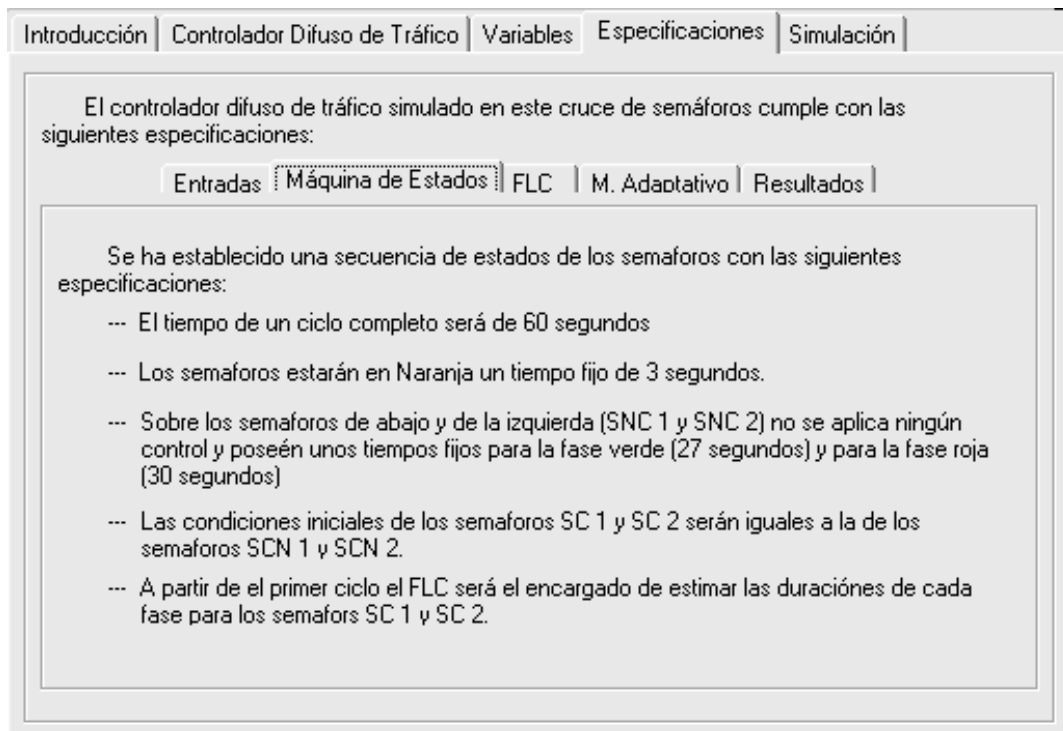 Introducción Controlador Difuso de Tráfico Variables Especificaciones Simulación
El controlador difuso de tráfico simulado en este cruce de semáforos cumple con las
siguientes especificaciones:
Entradas Máquina de Estados FLC M. Adaptativo Resultados
Se ha establecido una secuencia de estados de los semaforos con las siguientes
especificaciones:
--- El tiempo de un ciclo completo será de 60 segundos
--- Los semaforos estarán en Naranja un tiempo fijo de 3 segundos.
--- Sobre los semaforos de abajo y de la izquierda (SNC 1 y SNC 2) no se aplica ningún
control y poseén unos tiempos fijos para la fase verde (27 segundos) y para la fase roja
(30 segundos)
--- Las condiciones iniciales de los semaforos SC 1 y SC 2 serán iguales a la de los
semaforos SCN 1 y SCN 2.
--- A partir de el primer ciclo el FLC será el encargado de estimar las duraciónes de cada
fase para los semafors SC 1 y SC 2.